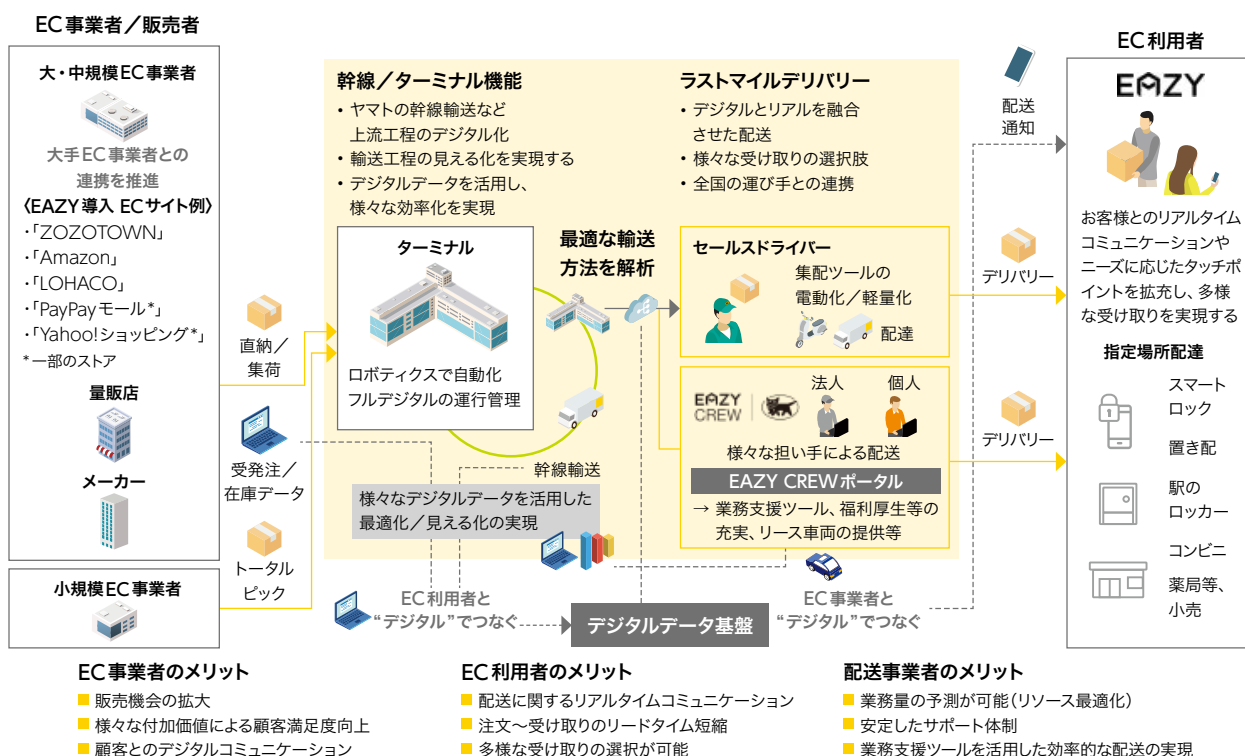 EC事業者／販売者
大・中規模EC事業者
大手EC事業者との
連携を推進
〈EAZY導入 ECサイト例〉
・「ZOZOTOWN」
・「Amazon」
・「LOHACO」
・「PayPayモール*」
・「Yahoo!ショッピング*」
*一部のストア
量販店
メーカー
小規模EC事業者
直納／
集荷
受発注／
在庫データ
トータル
ピック
幹線／ターミナル機能
• ヤマトの幹線輸送など
上流工程のデジタル化
• 輸送工程の見える化を実現する
• デジタルデータを活用し、
様々な効率化を実現
ターミナル
ロボティクスで自動化
フルデジタルの運行管理
最適な輸送
方法を解析
幹線輸送
様々なデジタルデータを活用した
最適化／見える化の実現
ラストマイルデリバリー
• デジタルとリアルを融合
させた配送
• 様々な受け取りの選択肢
• 全国の運び手との連携
セールスドライバー
集配ツールの
電動化／軽量化
配達
EAZY
CREW
法人
個人
様々な担い手による配送
EAZY CREWポータル
→ 業務支援ツール、福利厚生等の
充実、リース車両の提供等
EC利用者と
“デジタル”でつなぐ
デジタルデータ基盤
EC事業者と
“デジタル”でつなぐ
配送
通知
デリバリー
デリバリー
EC利用者
EAZY
お客様とのリアルタイム
コミュニケーションや
ニーズに応じたタッチポ
イントを拡充し、多様
な受け取りを実現する
指定場所配達
スマート
ロック
置き配
駅の
ロッカー
コンビニ
薬局等、
小売
EC事業者のメリット
■ 販売機会の拡大
■ 様々な付加価値による顧客満足度向上
■ 顧客とのデジタルコミュニケーション
EC利用者のメリット
■ 配送に関するリアルタイムコミュニケーション
■ 注文～受け取りのリードタイム短縮
■ 多様な受け取りの選択が可能
配送事業者のメリット
■ 業務量の予測が可能（リソース最適化）
■ 安定したサポート体制
■ 業務支援ツールを活用した効率的な配送の実現